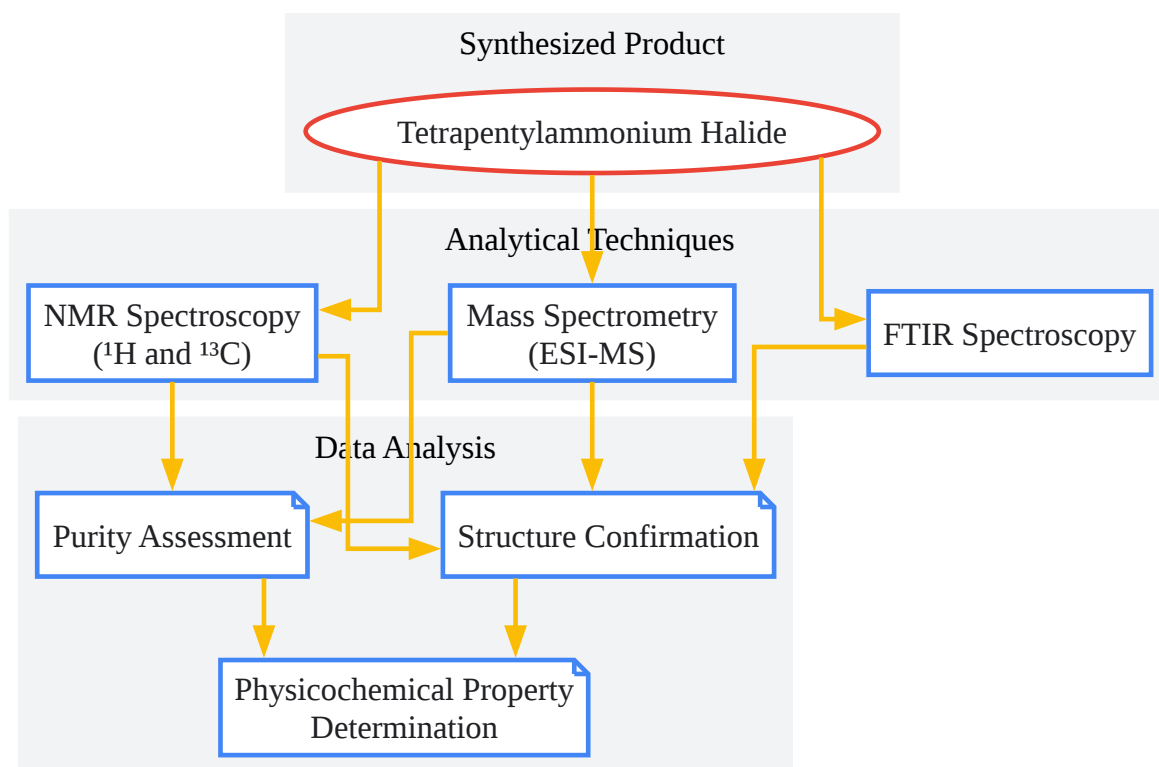 Synthesized Product
Tetrapentylammonium Halide
Analytical Techniques
NMR Spectroscopy
(¹H and ¹³C)
Mass Spectrometry
(ESI-MS)
FTIR Spectroscopy
Data Analysis
Purity Assessment
Structure Confirmation
Physicochemical Property
Determination